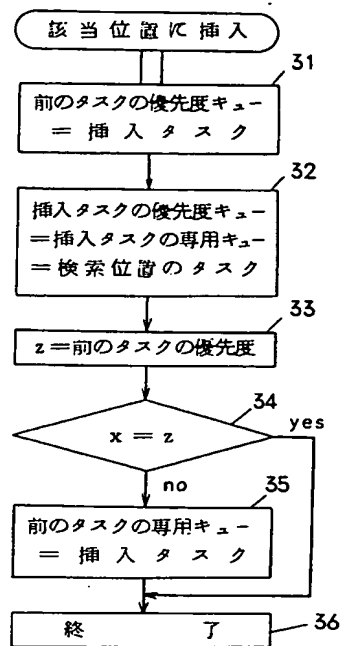 該当位置に挿入
31
前のタスクの優先度キュー
＝挿入タスク
32
挿入タスクの優先度キュー
＝挿入タスクの専用キュー
＝検索位置のタスク
33
z＝前のタスクの優先度
34
x＝z
yes
no
35
前のタスクの専用キュー
＝挿入タスク
終了
36